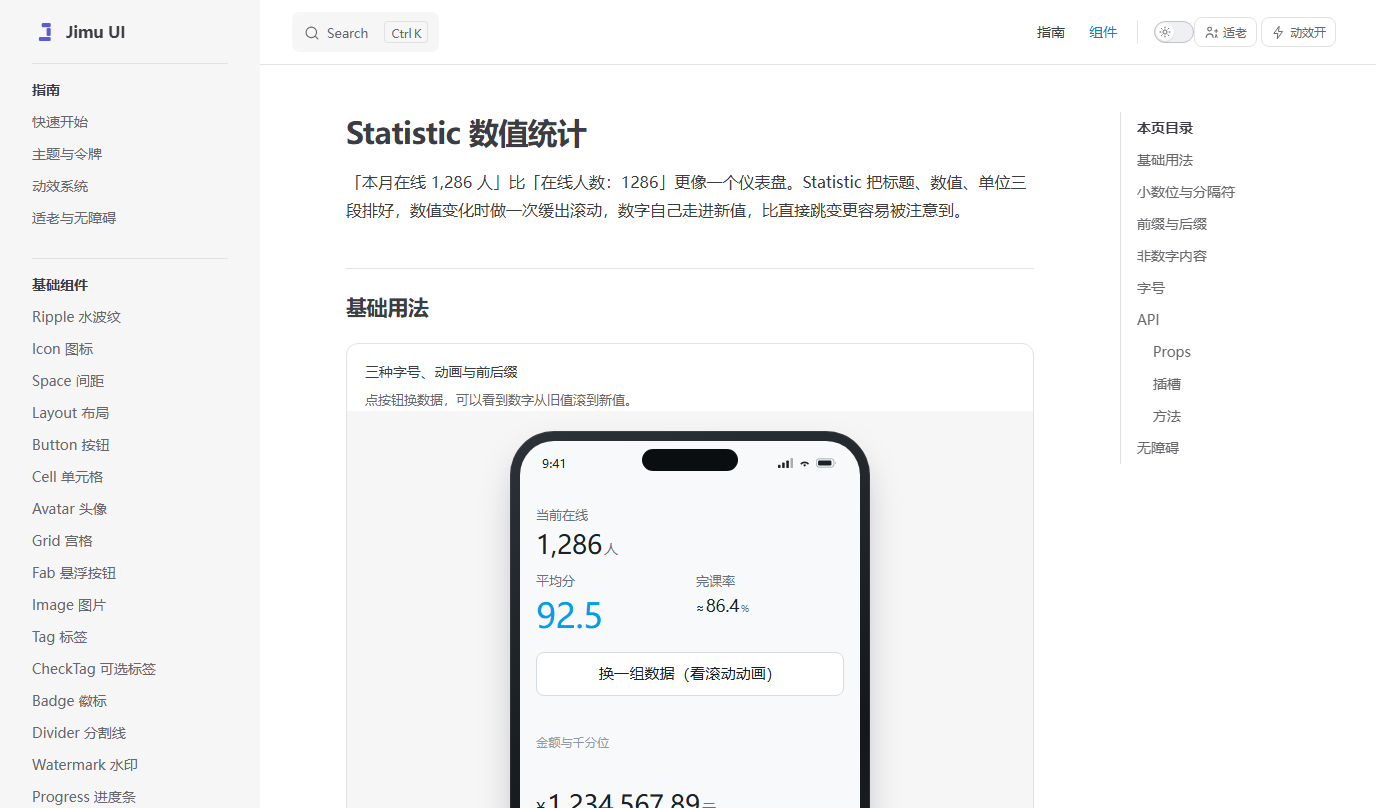 Jimu UI
Search Ctrl K
指南 组件
适老 动效开
指南
快速开始
主题与令牌
动效系统
适老与无障碍
基础组件
Ripple 水波纹
Icon 图标
Space 间距
Layout 布局
Button 按钮
Cell 单元格
Avatar 头像
Grid 宫格
Fab 悬浮按钮
Image 图片
Tag 标签
CheckTag 可选标签
Badge 徽标
Divider 分割线
Watermark 水印
Progress 进度条
Statistic 数值统计
「本月在线 1,286 人」比「在线人数：1286」更像一个仪表盘。Statistic 把标题、数值、单位三
段排好，数值变化时做一次缓出滚动，数字自己走进新值，比直接跳变更容易被注意到。
基础用法
三种字号、动画与前后缀
点按钮换数据，可以看到数字从旧值滚到新值。
9:41
当前在线
1,286人
平均分 完课率
92.5 ≈86.4%
换一组数据（看滚动动画）
金额与千分位
¥1,234,567.89元
本页目录
基础用法
小数位与分隔符
前缀与后缀
非数字内容
字号
API
Props
插槽
方法
无障碍